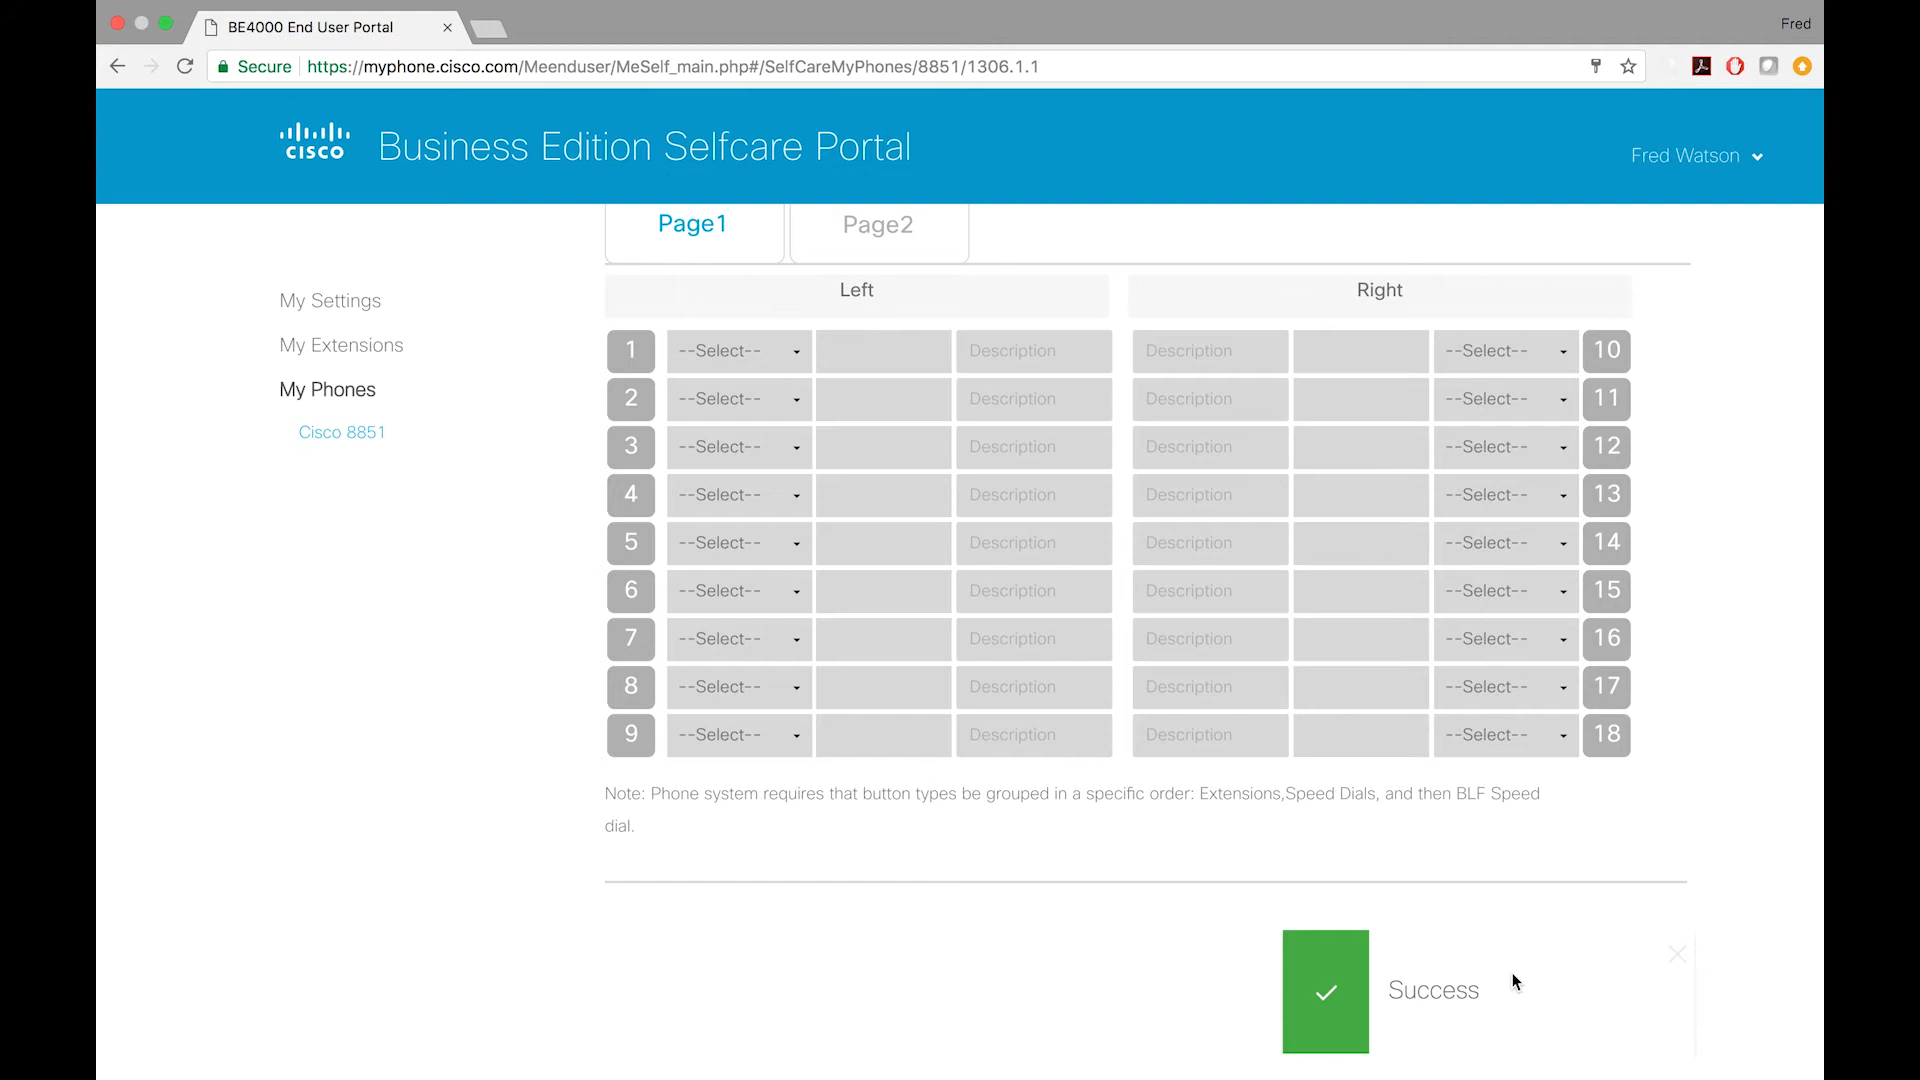 BE4000 End User Portal
Fred
Secure https://myphone.cisco.com/Meenduser/MeSelf_main.php#/SelfCareMyPhones/8851/1306.1.1
CISCO Business Edition Selfcare Portal
Fred Watson
Page1 Page2
My Settings
My Extensions
My Phones
Cisco 8851
Left Right
1 --Select-- Description Description --Select-- 10
2 --Select-- Description Description --Select-- 11
3 --Select-- Description Description --Select-- 12
4 --Select-- Description Description --Select-- 13
5 --Select-- Description Description --Select-- 14
6 --Select-- Description Description --Select-- 15
7 --Select-- Description Description --Select-- 16
8 --Select-- Description Description --Select-- 17
9 --Select-- Description Description --Select-- 18
Note: Phone system requires that button types be grouped in a specific order: Extensions,Speed Dials, and then BLF Speed
dial.
Success